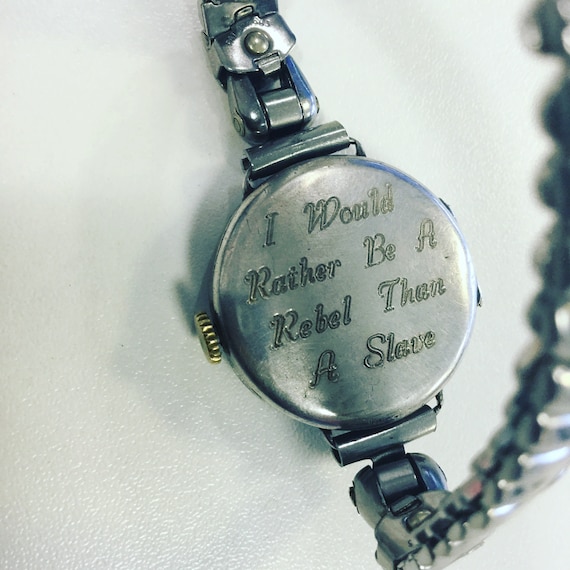 I Would
Rather Be A
Rebel Than
A Slave